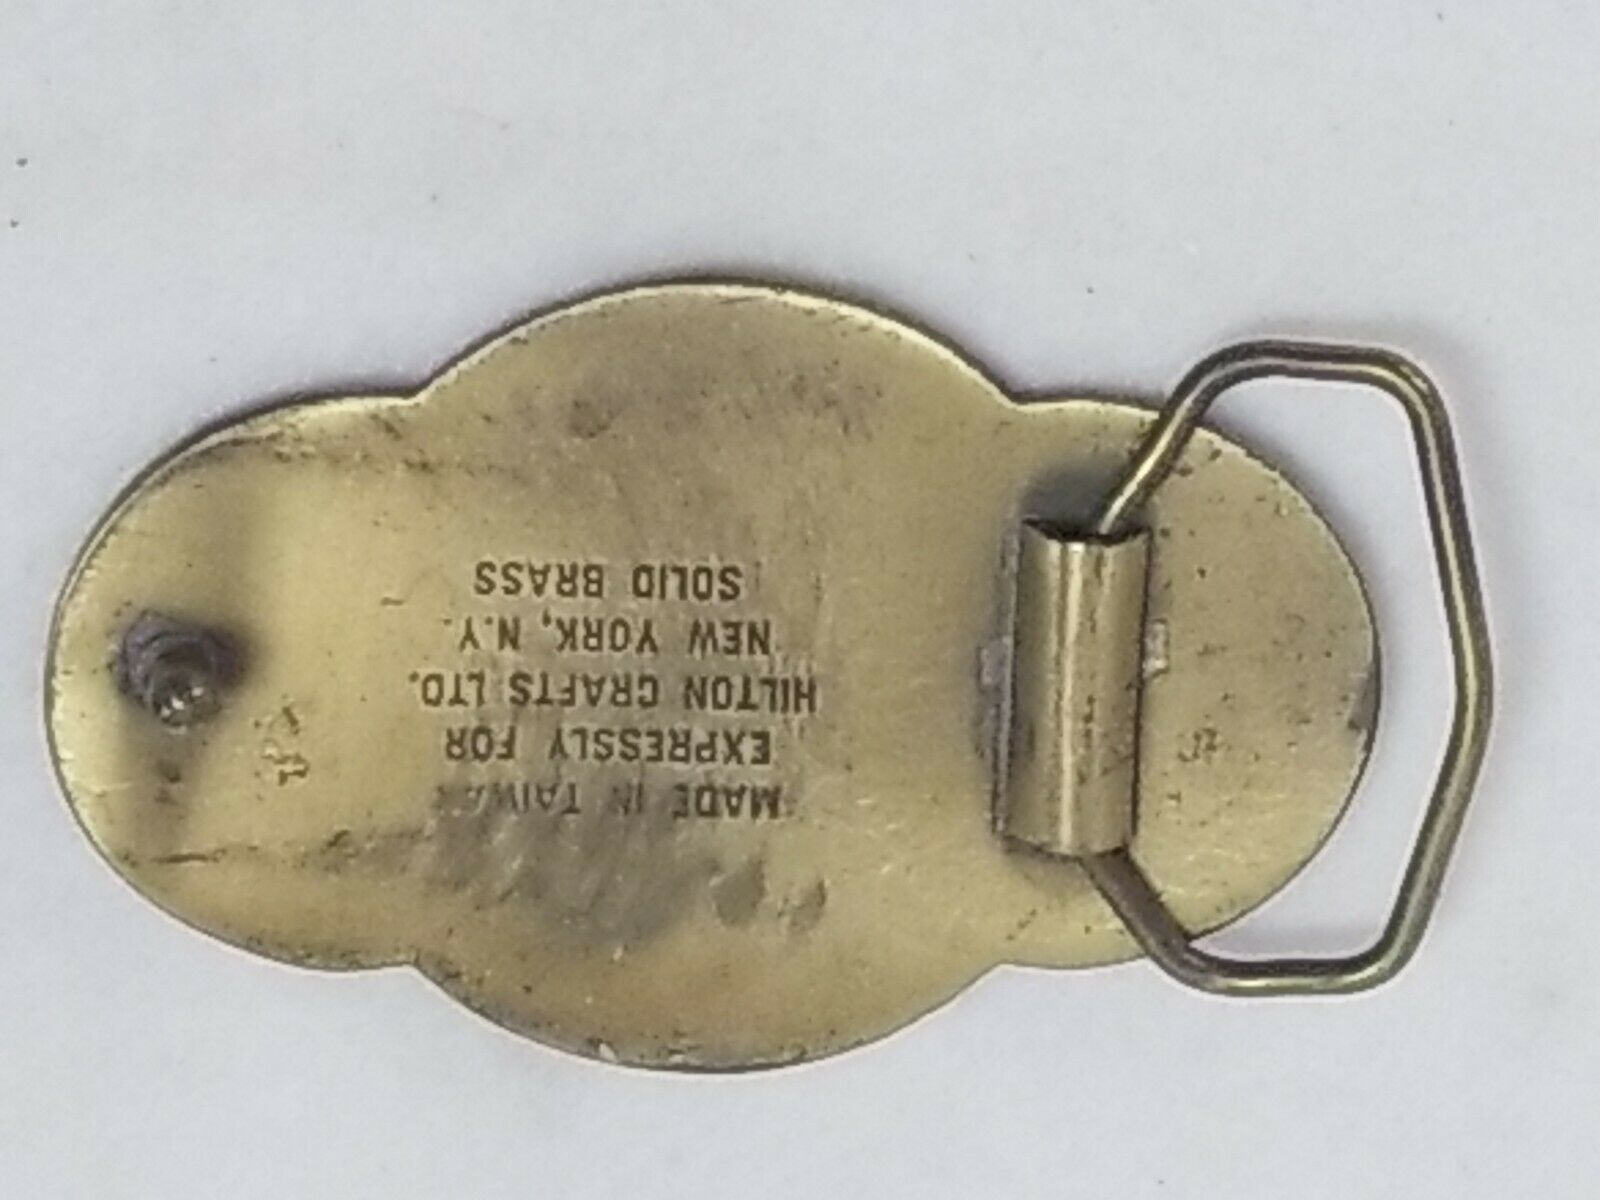 MADE IN TAIWAN
EXPRESSLY FOR
HILTON CRAFTS LTD.
NEW YORK, N.Y.
SOLID BRASS